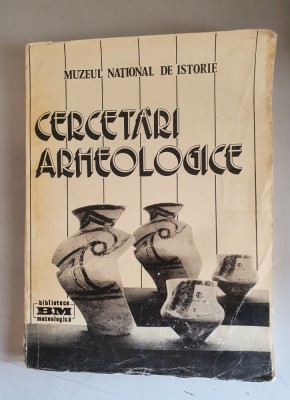 MUZEUL NAȚIONAL DE ISTORIE
CERCETĂRI
ARHEOLOGICE
biblioteca
BM
muzeologică